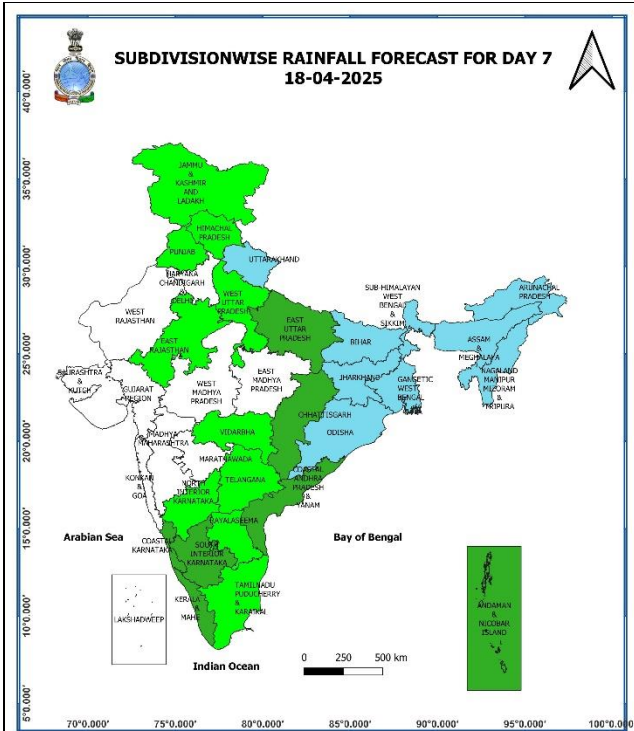 SUBDIVISIONWISE RAINFALL FORECAST FOR DAY 7
18-04-2025
40°0.000'
35°0.000'
30°0.000'
25°0.000'
20°0.000'
15°0.000'
10°0.000'
5°0.000'
JAMMU
&
KASHMIR
AND
LADAKH
HIMACHAL
PRADESH
PUNJAB
UTTARAKHAND
HARYANA
CHANDIGARH
&
DELHI
WEST
UTTAR
PRADESH
WEST
RAJASTHAN
EAST
RAJASTHAN
EAST
UTTAR
PRADESH
SUB-HIMALAYAN
WEST
BENGAL
&
SIKKIM
ARUNACHAL
PRADESH
BIHAR
ASSAM
&
MEGHALAYA
NAGALAND
MANIPUR
MIZORAM
&
TRIPURA
SAURASHTRA
&
KUTCH
GUJARAT
REGION
WEST
MADHYA
PRADESH
EAST
MADHYA
PRADESH
JHARKHAND
GANGETIC
WEST
BENGAL
CHHATTISGARH
ODISHA
MADHYA
MAHARASHTRA
VIDARBHA
MARATHAWADA
KONKAN
&
GOA
NORTH
INTERIOR
KARNATAKA
TELANGANA
COASTAL
ANDHRA
PRADESH
&
YANAM
RAYALASEEMA
Arabian Sea
Bay of Bengal
COASTAL
KARNATAKA
SOUTH
INTERIOR
KARNATAKA
TAMILNADU
PUDUCHERRY
&
KARAIKAL
KERALA
&
MAHE
LAKSHADWEEP
ANDAMAN
&
NICOBAR
ISLAND
Indian Ocean
0 250 500 km
70°0.000' 75°0.000' 80°0.000' 85°0.000' 90°0.000' 95°0.000' 100°0.000'